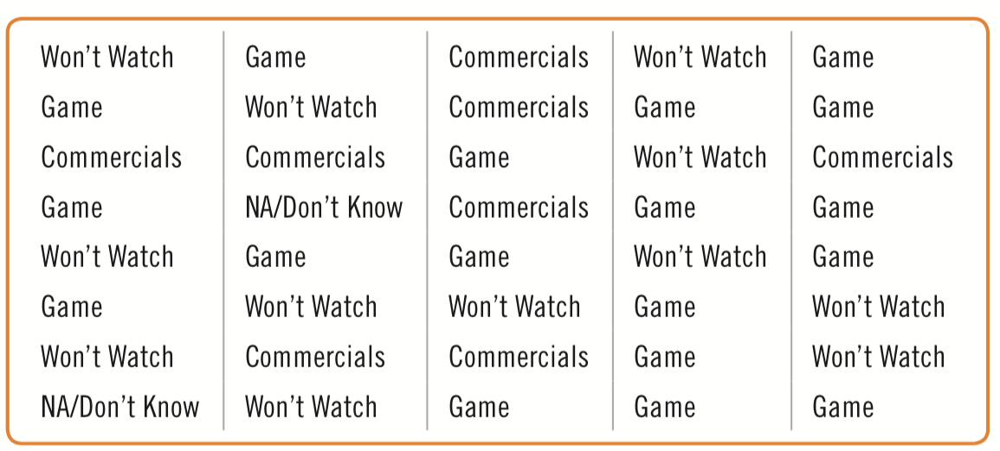 Won’t Watch Game Commercials Won’t Watch Game
Game Won’t Watch Commercials Game Game
Commercials Commercials Game Won’t Watch Commercials
Game NA/Don’t Know Commercials Game Game
Won’t Watch Game Game Won’t Watch Game
Game Won’t Watch Won’t Watch Game Won’t Watch
Won’t Watch Commercials Commercials Game Won’t Watch
NA/Don’t Know Won’t Watch Game Game Game